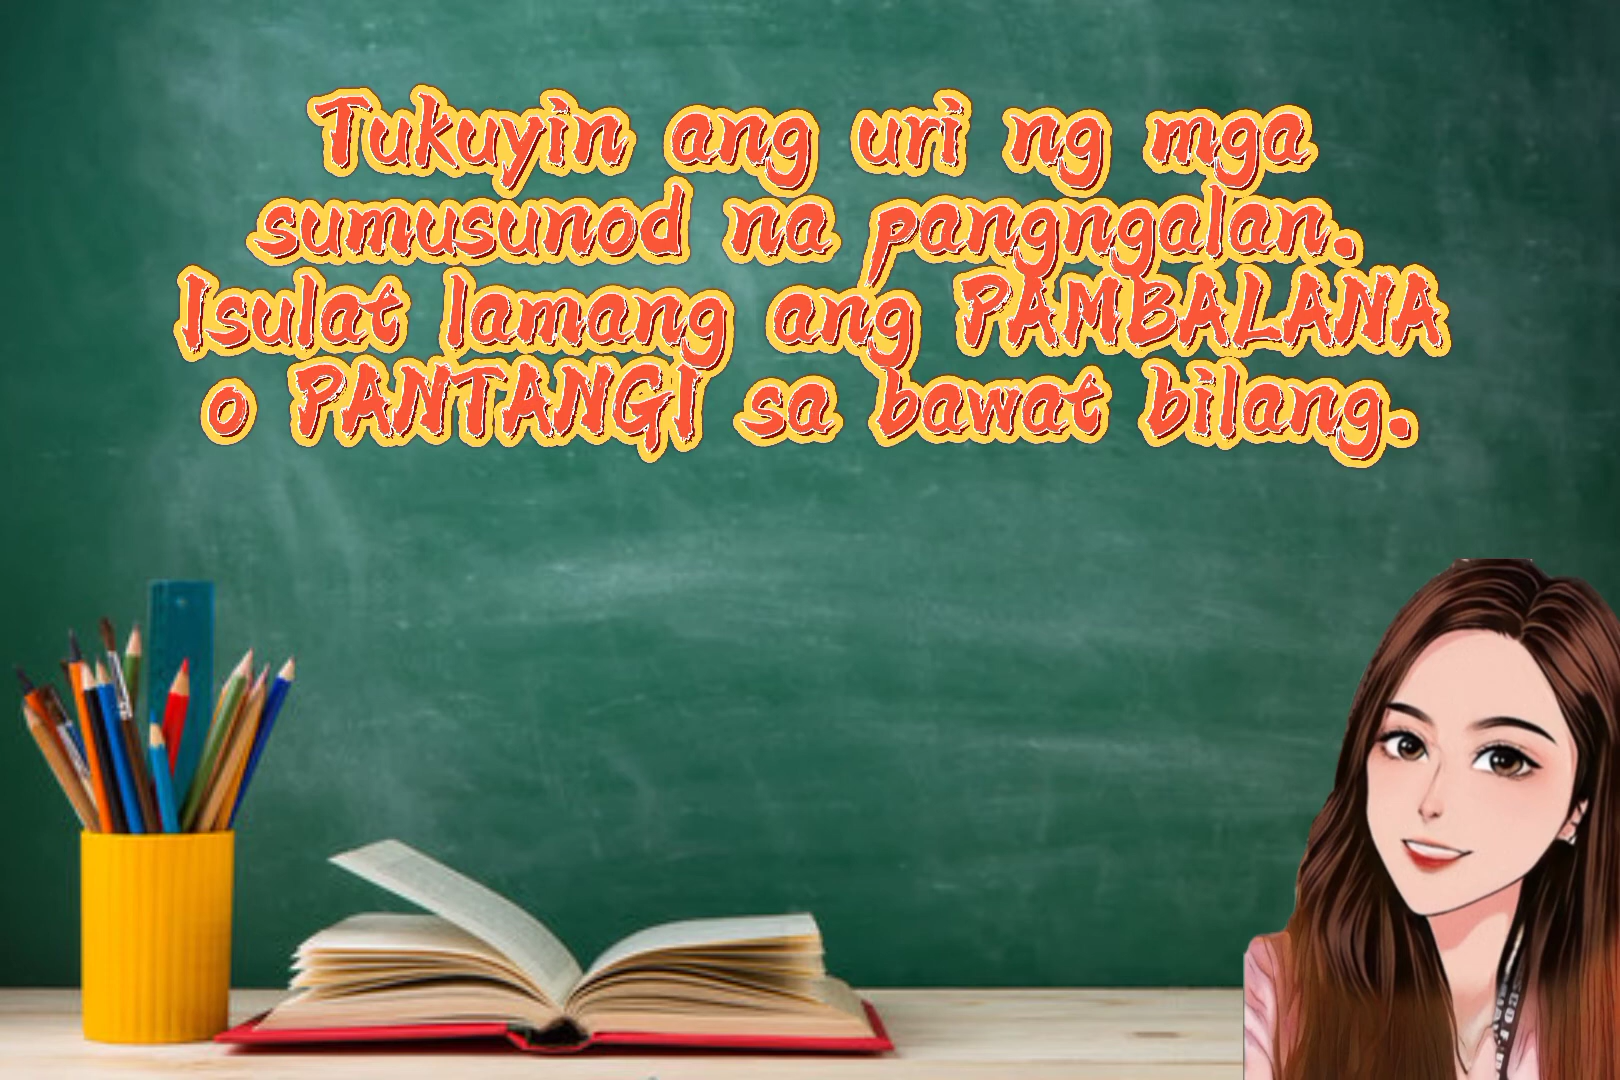 Tukuyin ang uri ng mga
sumusunod na pangngalan.
Isulat lamang ang PAMBALANA
o PANTANGI sa bawat bilang.